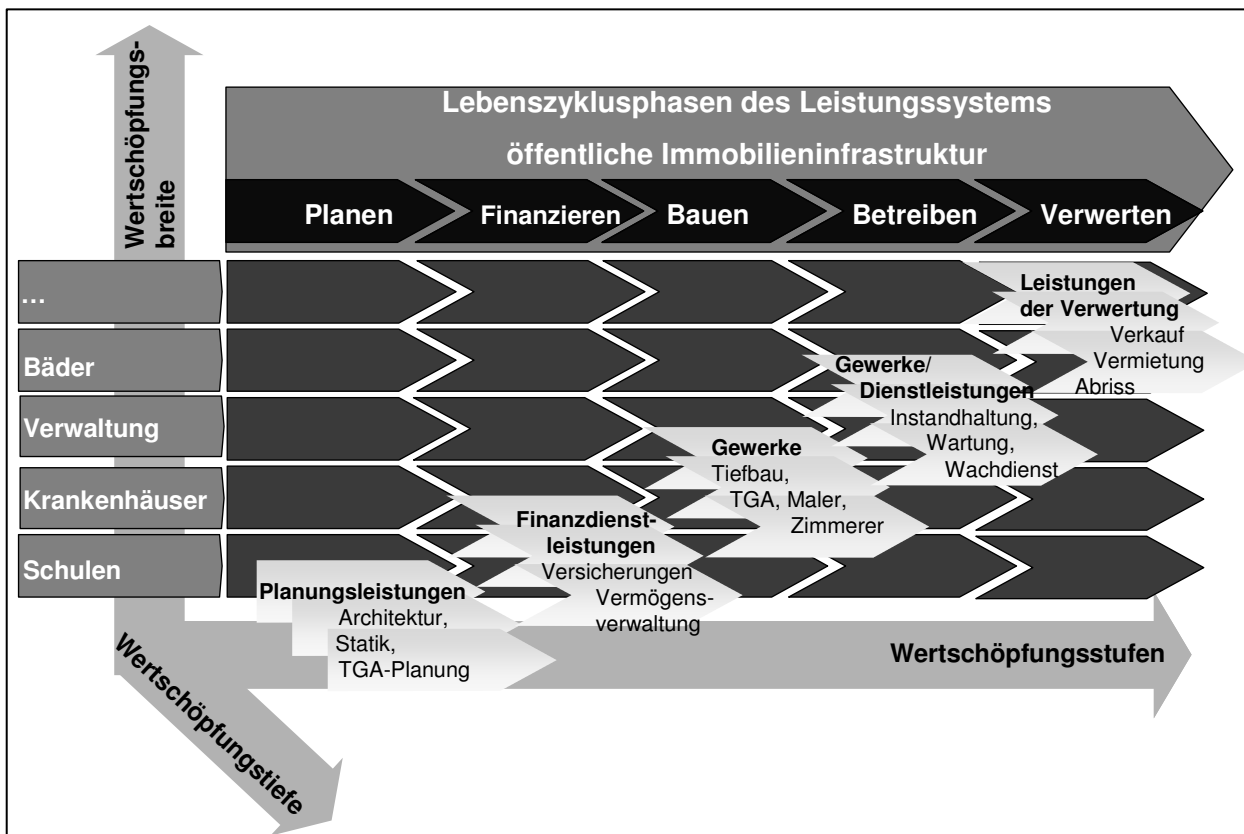 Wertschöpfungs-
breite
Lebenszyklusphasen des Leistungssystems
öffentliche Immobilieninfrastruktur
Planen
Finanzieren
Bauen
Betreiben
Verwerten
...
Bäder
Verwaltung
Krankenhäuser
Schulen
Leistungen
der Verwertung
Verkauf
Vermietung
Abriss
Gewerke/
Dienstleistungen
Instandhaltung,
Wartung,
Wachdienst
Gewerke
Tiefbau,
TGA, Maler,
Zimmerer
Finanzdienst-
leistungen
Versicherungen
Vermögens-
verwaltung
Planungsleistungen
Architektur,
Statik,
TGA-Planung
Wertschöpfungsstufen
Wertschöpfungstiefe